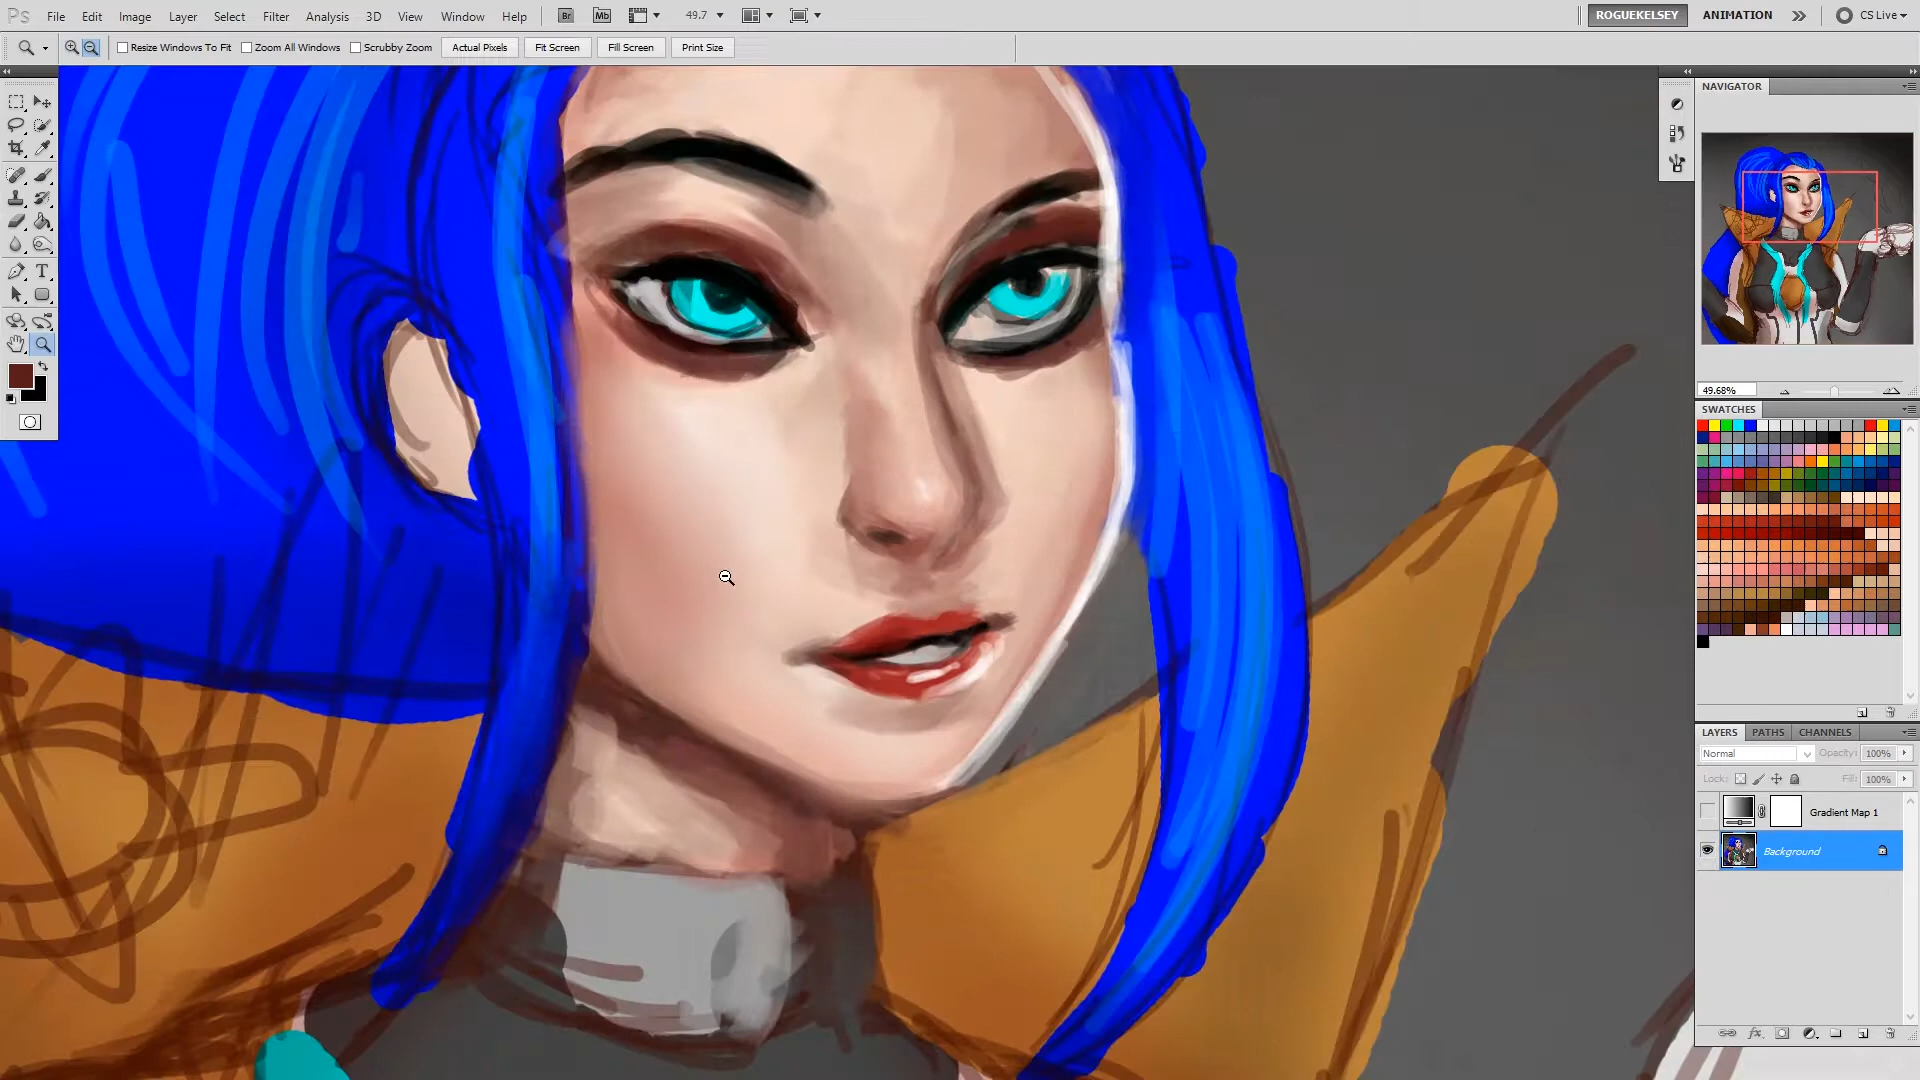 Ps File Edit Image Layer Select Filter Analysis 3D View Window Help Br Mb 49.7 ROGUEKELSEY ANIMATION CS Live
Resize Windows To Fit Zoom All Windows Scrubby Zoom Actual Pixels Fit Screen Fill Screen Print Size
NAVIGATOR
T
49.68%
SWATCHES
LAYERS PATHS CHANNELS
Normal Opacity: 100%
Lock: Fill: 100%
Gradient Map 1
Background
fx